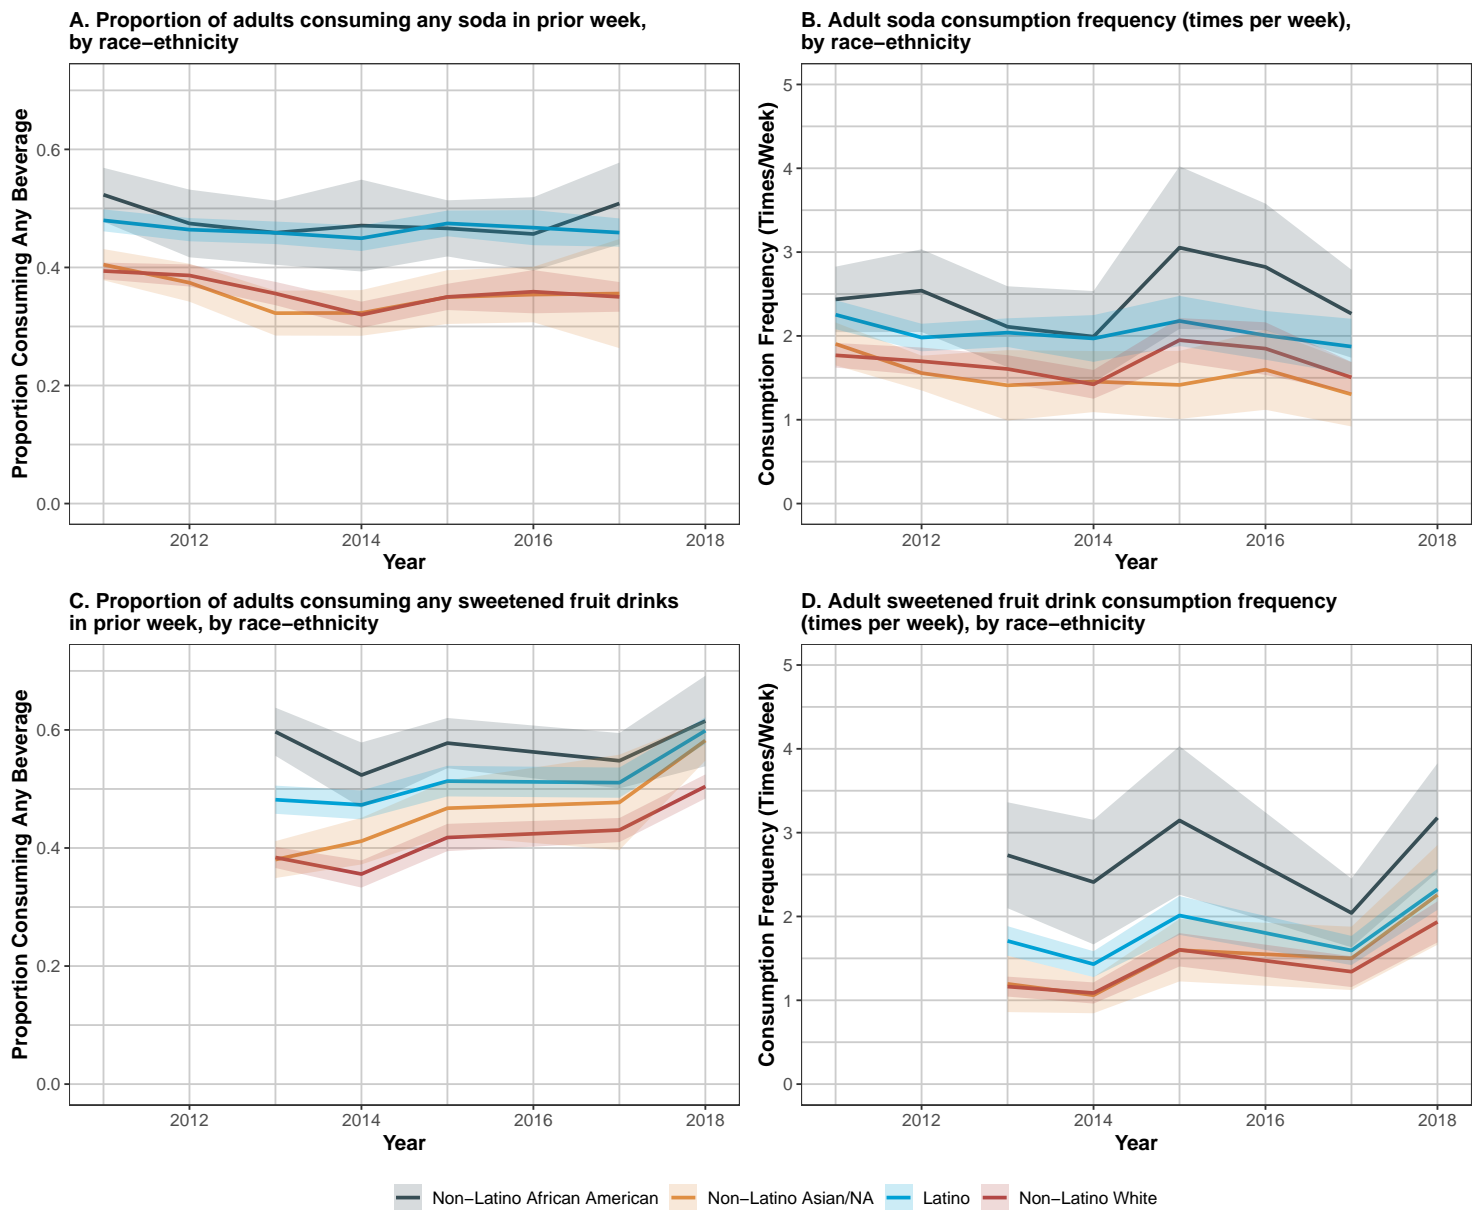 A. Proportion of adults consuming any soda in prior week,
by race−ethnicity
Proportion Consuming Any Beverage
0.6
0.4
0.2
0.0
2012 2014 2016 2018
Year
B. Adult soda consumption frequency (times per week),
by race−ethnicity
Consumption Frequency (Times/Week)
5
4
3
2
1
0
2012 2014 2016 2018
Year
C. Proportion of adults consuming any sweetened fruit drinks
in prior week, by race−ethnicity
Proportion Consuming Any Beverage
0.6
0.4
0.2
0.0
2012 2014 2016 2018
Year
D. Adult sweetened fruit drink consumption frequency
(times per week), by race−ethnicity
Consumption Frequency (Times/Week)
5
4
3
2
1
0
2012 2014 2016 2018
Year
Non−Latino African American Non−Latino Asian/NA Latino Non−Latino White